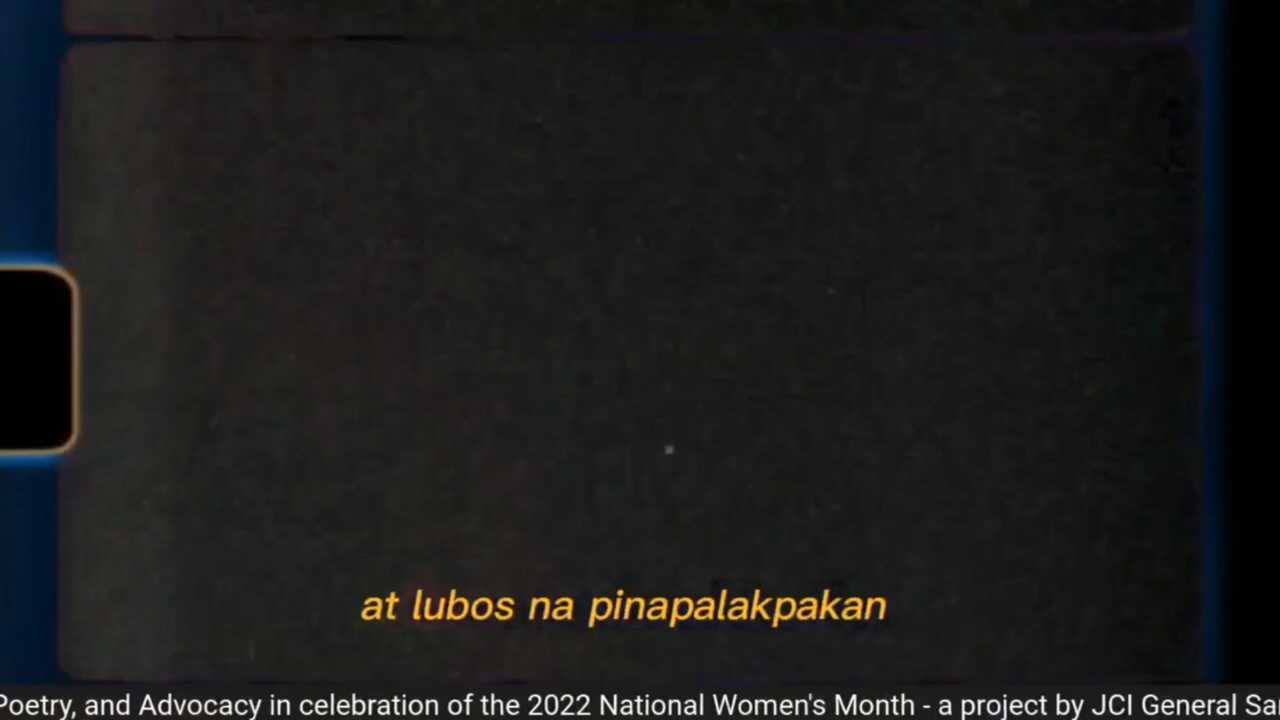 at lubos na pinapalakpakan
Poetry, and Advocacy in celebration of the 2022 National Women's Month - a project by JCI General